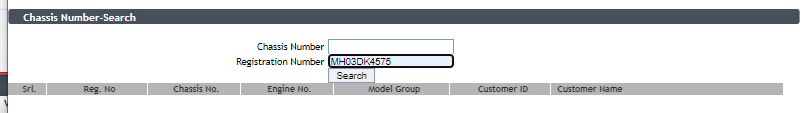 Chassis Number-Search
Chassis Number
Registration Number MH03DK4575
Search
Srl. Reg. No Chassis No. Engine No. Model Group Customer ID Customer Name